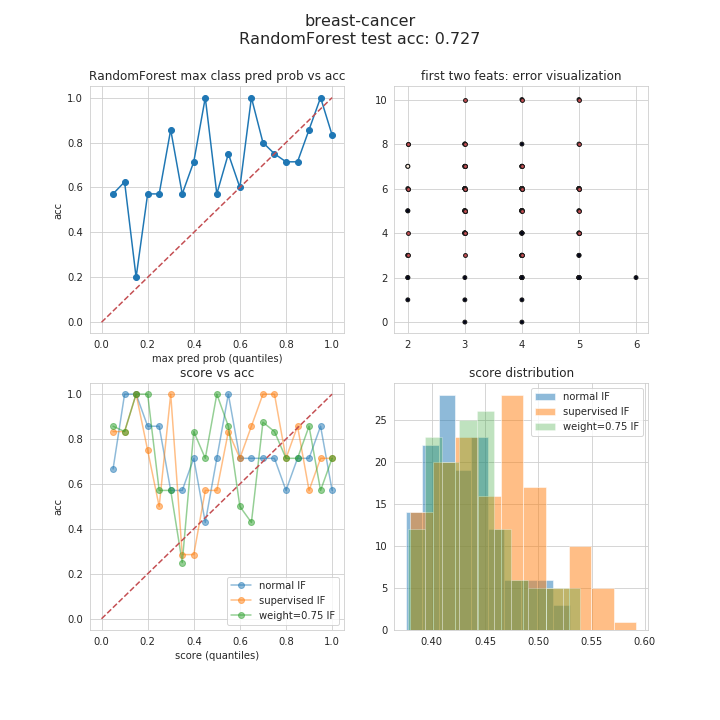 breast-cancer
RandomForest test acc: 0.727
RandomForest max class pred prob vs acc
1.0
0.8
0.6
0.4
0.2
0.0
acc
0.0 0.2 0.4 0.6 0.8 1.0
max pred prob (quantiles)
first two feats: error visualization
10
8
6
4
2
0
2 3 4 5 6
score vs acc
1.0
0.8
0.6
0.4
0.2
0.0
acc
normal IF
supervised IF
weight=0.75 IF
0.0 0.2 0.4 0.6 0.8 1.0
score (quantiles)
score distribution
normal IF
supervised IF
weight=0.75 IF
25
20
15
10
5
0
0.40 0.45 0.50 0.55 0.60